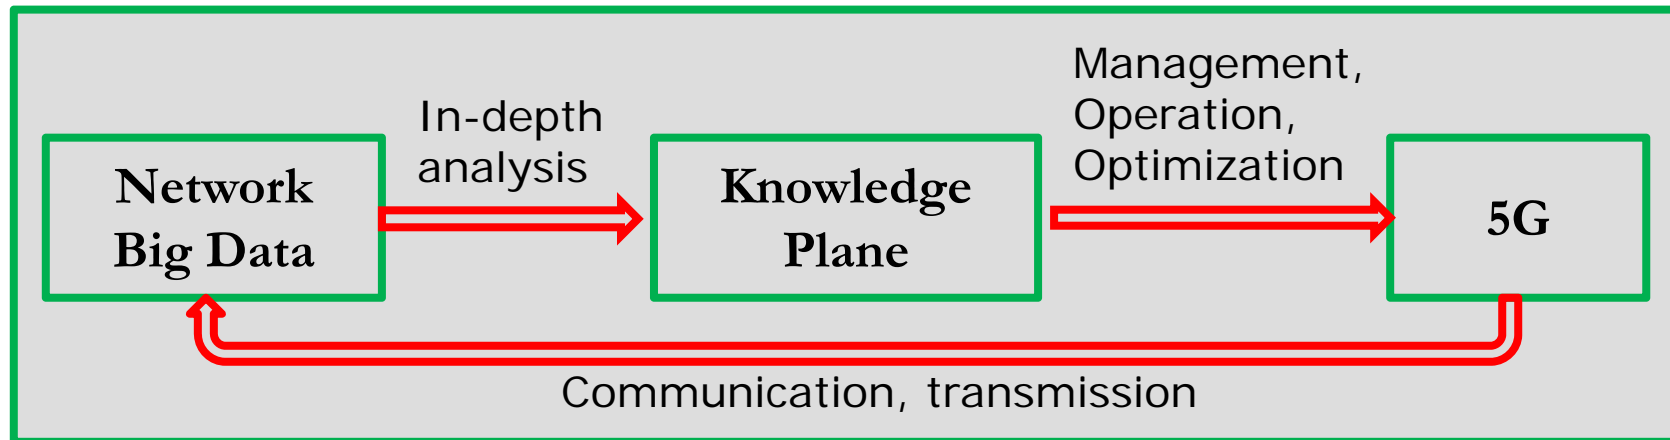 Network
Big Data
In-depth
analysis
Knowledge
Plane
Management,
Operation,
Optimization
5G
Communication, transmission